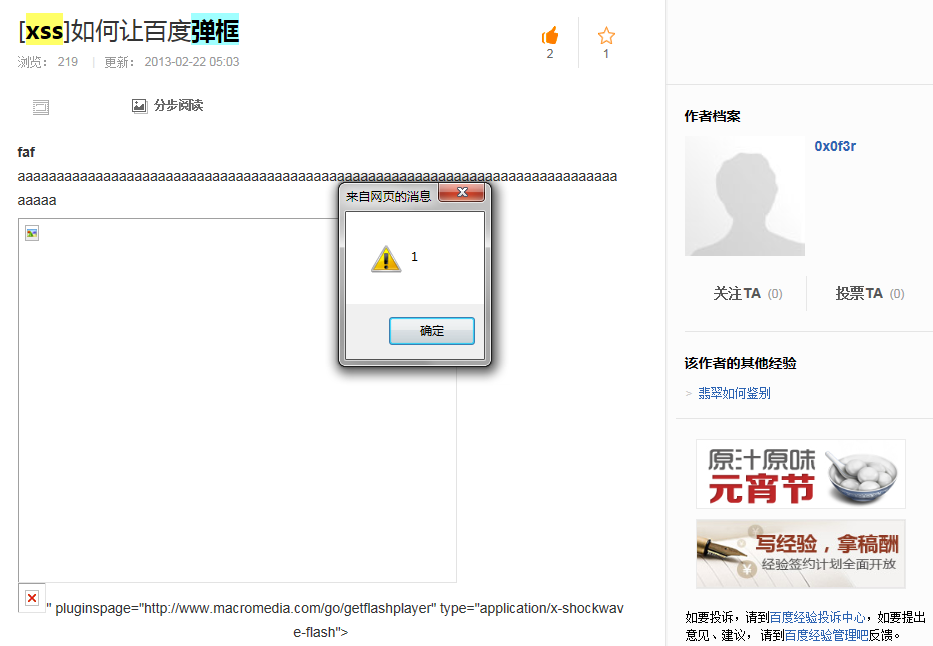 [xss]如何让百度弹框
浏览： 219 | 更新： 2013-02-22 05:03
2
1
分步阅读
faf
aaaaaaaaaaaaaaaaaaaaaaaaaaaaaaaaaaaaaaaaaaaaaaaaaaaaaaaaaaaaaaaaaaaaaaaaaaa
aaaaa
来自网页的消息
1
确定
" pluginspage="http://www.macromedia.com/go/getflashplayer" type="application/x-shockwav
e-flash">
作者档案
0x0f3r
关注TA (0)
投票TA (0)
该作者的其他经验
> 翡翠如何鉴别
原汁原味
元宵节
写经验，拿稿酬
经验签约计划全面开放
如要投诉，请到百度经验投诉中心，如要提出
意见、建议， 请到百度经验管理吧反馈。